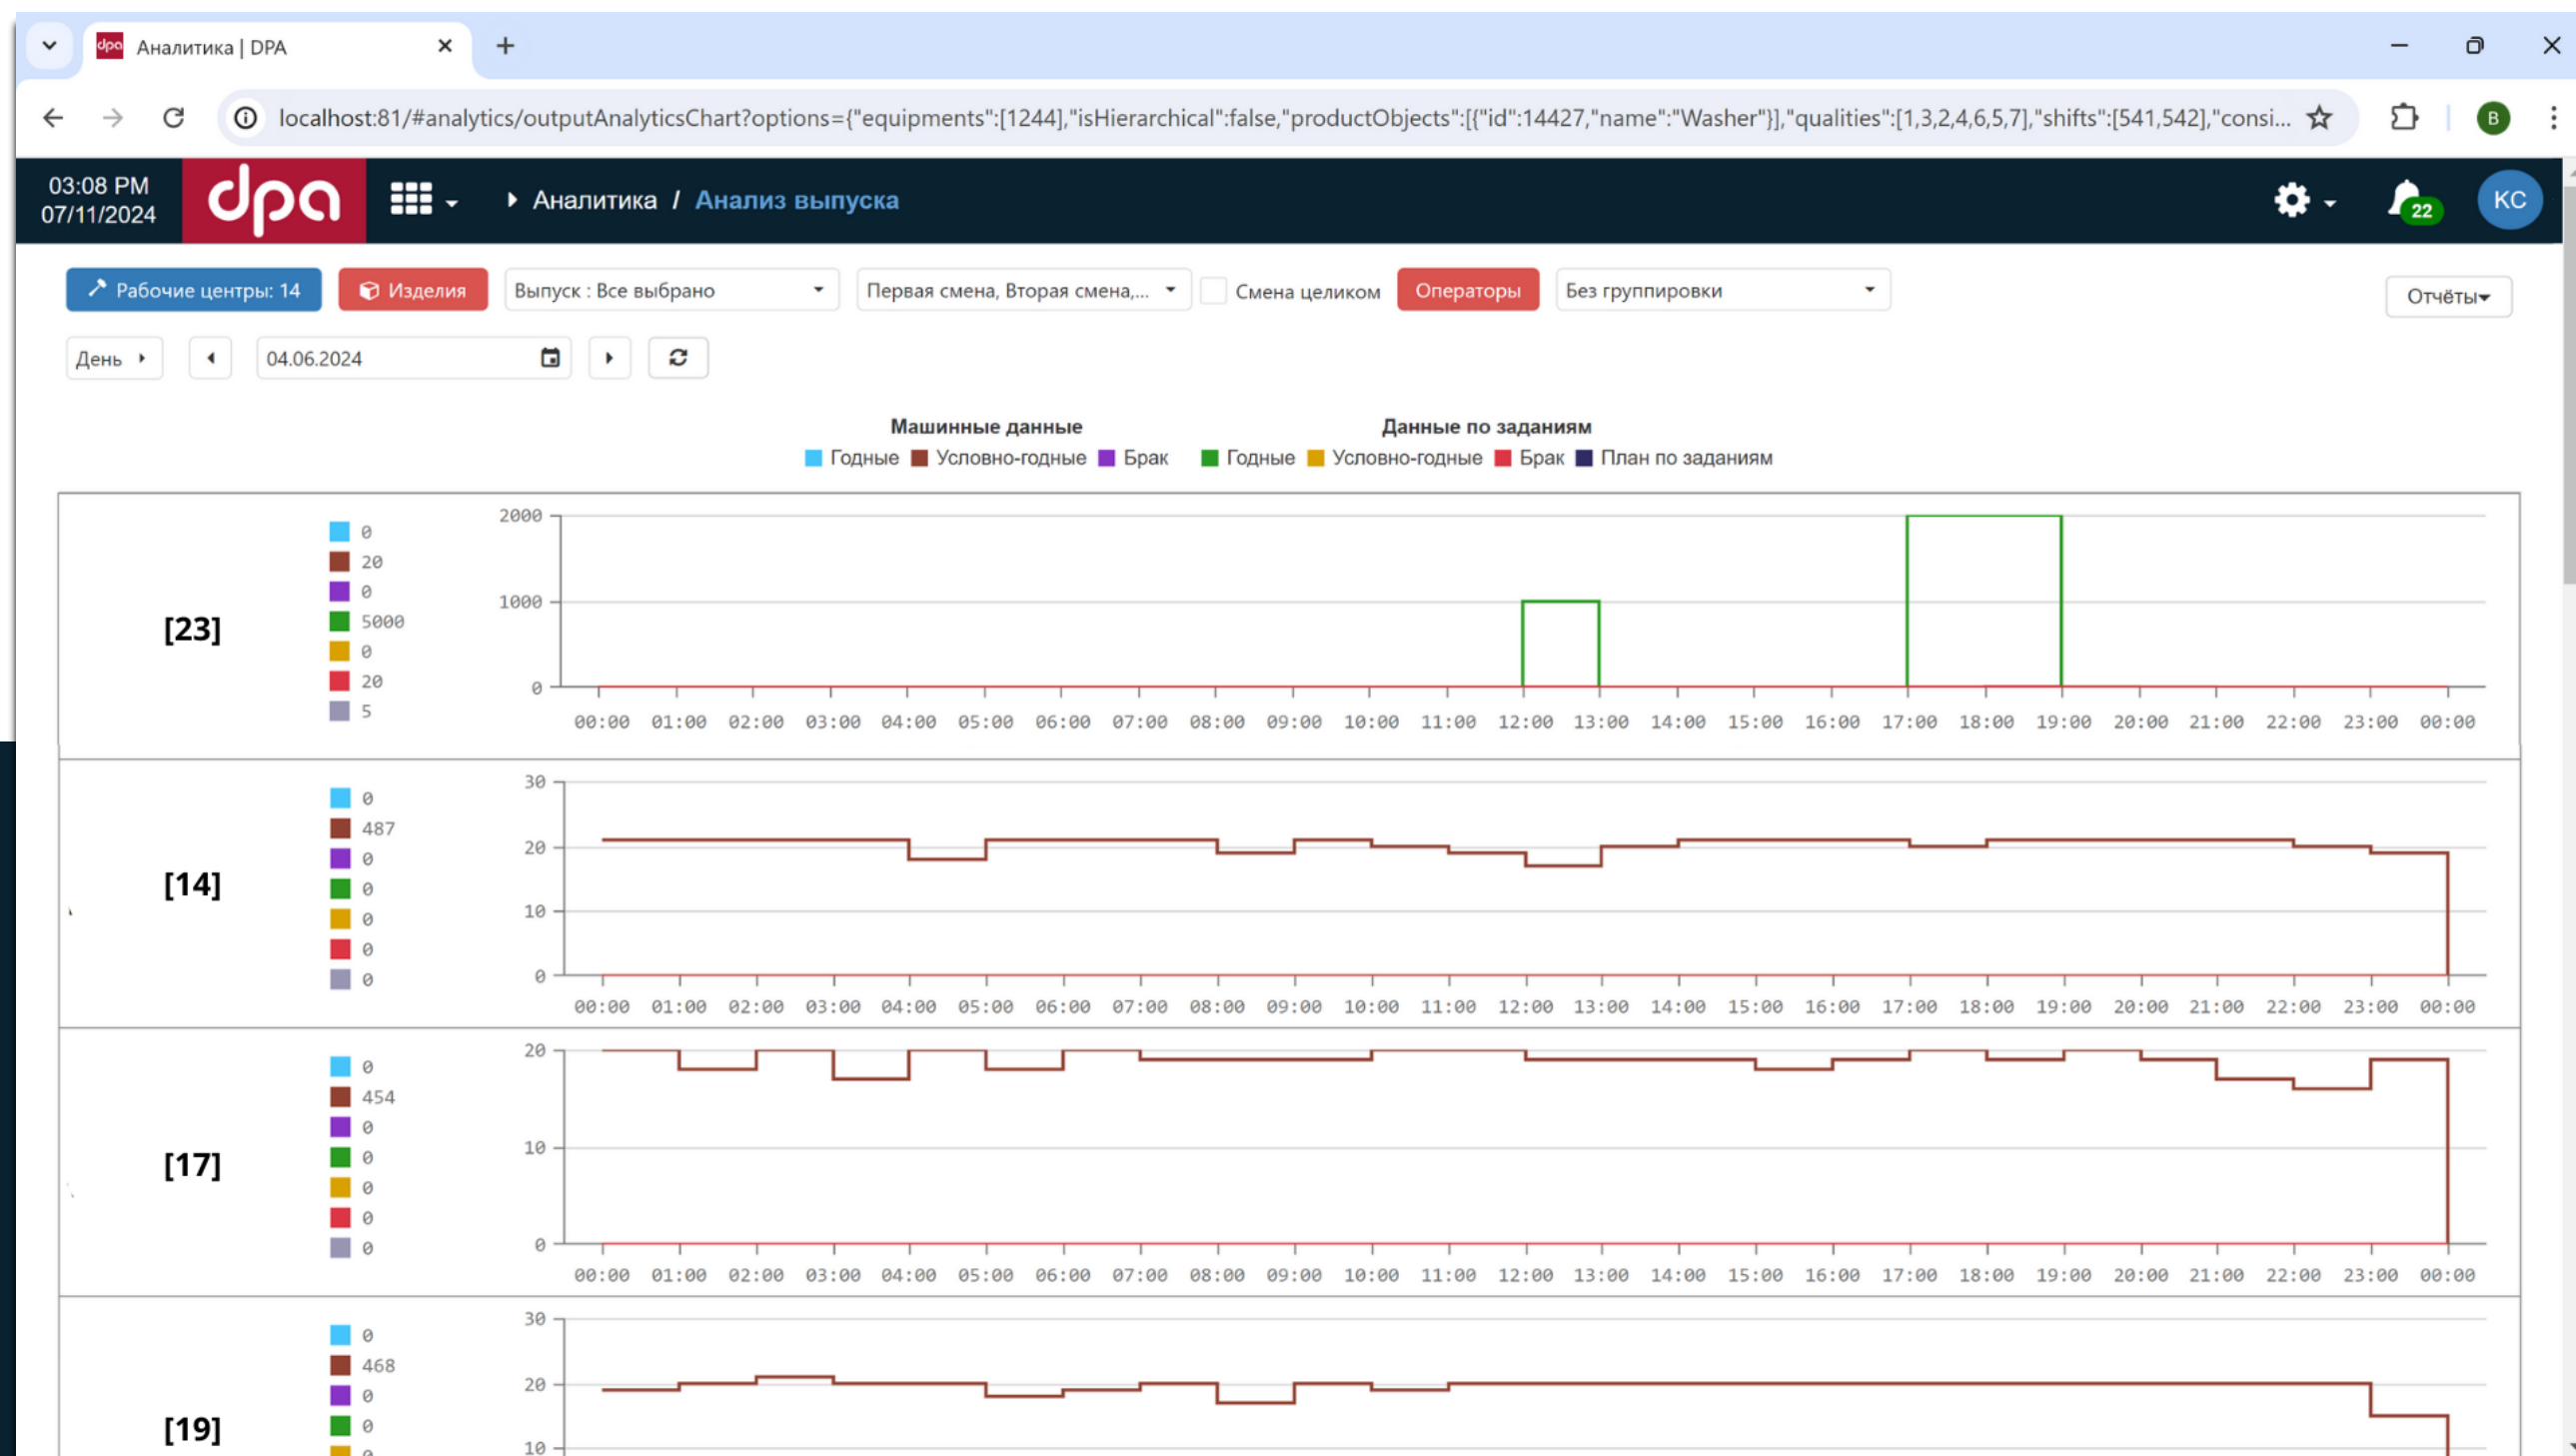 Аналитика | DPA
localhost:81/#analytics/outputAnalyticsChart?options={"equipments":[1244],"isHierarchical":false,"productObjects":[{"id":14427,"name":"Washer"}],"qualities":[1,3,2,4,6,5,7],"shifts":[541,542],"consi...
B
03:08 PM
07/11/2024
dpa
Аналитика / Анализ выпуска
22
КС
Рабочие центры: 14
Изделия
Выпуск : Все выбрано
Первая смена, Вторая смена,...
Смена целиком
Операторы
Без группировки
Отчёты
День
04.06.2024
Машинные данные
Данные по заданиям
Годные Условно-годные Брак Годные Условно-годные Брак План по заданиям
[23]
0
20
0
5000
0
20
5
2000
1000
0
00:00 01:00 02:00 03:00 04:00 05:00 06:00 07:00 08:00 09:00 10:00 11:00 12:00 13:00 14:00 15:00 16:00 17:00 18:00 19:00 20:00 21:00 22:00 23:00 00:00
[14]
0
487
0
0
0
0
0
30
20
10
0
00:00 01:00 02:00 03:00 04:00 05:00 06:00 07:00 08:00 09:00 10:00 11:00 12:00 13:00 14:00 15:00 16:00 17:00 18:00 19:00 20:00 21:00 22:00 23:00 00:00
[17]
0
454
0
0
0
0
0
20
10
0
00:00 01:00 02:00 03:00 04:00 05:00 06:00 07:00 08:00 09:00 10:00 11:00 12:00 13:00 14:00 15:00 16:00 17:00 18:00 19:00 20:00 21:00 22:00 23:00 00:00
[19]
0
468
0
0
30
20
10